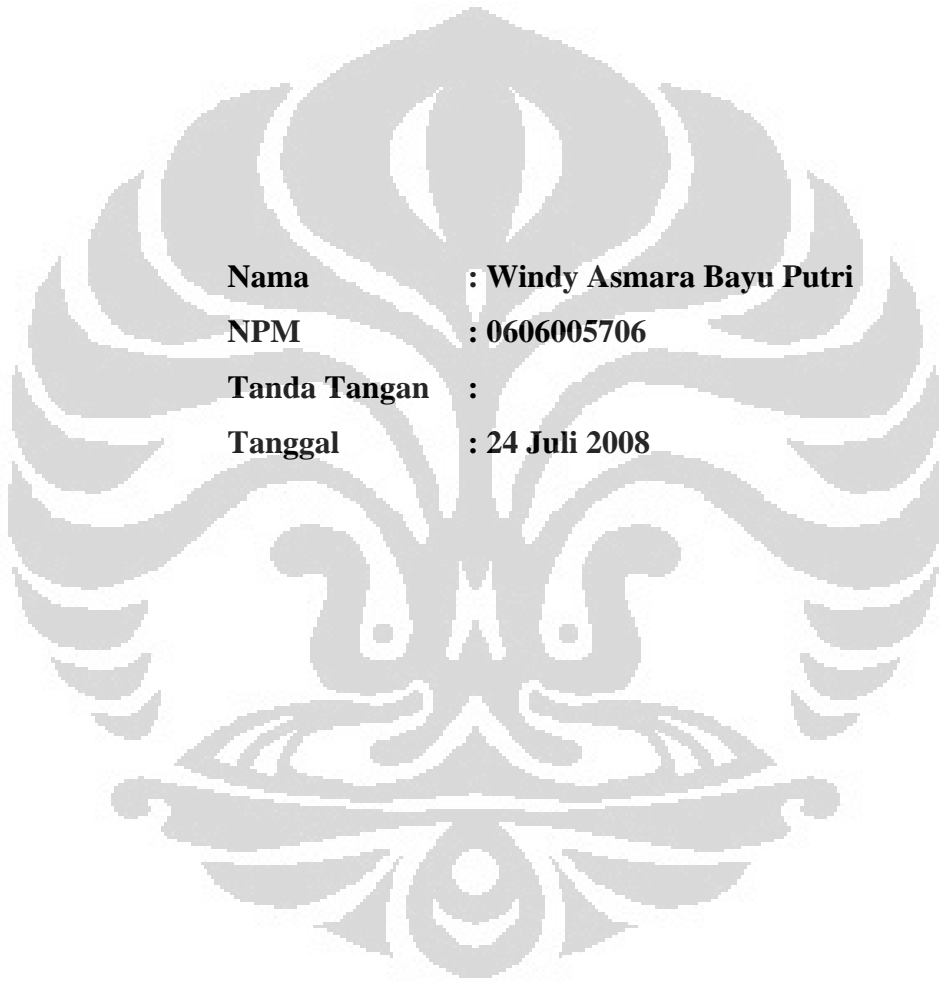 Nama : Windy Asmara Bayu Putri
NPM : 0606005706
Tanda Tangan :
Tanggal : 24 Juli 2008